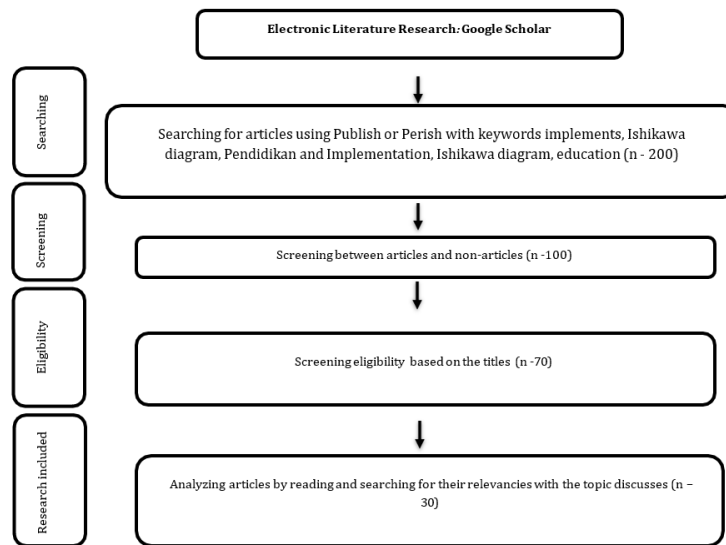 Electronic Literature Research: Google Scholar
Searching
Searching for articles using Publish or Perish with keywords implements, Ishikawa
diagram, Pendidikan and Implementation, Ishikawa diagram, education (n - 200)
Screening
Screening between articles and non-articles (n -100)
Eligibility
Screening eligibility based on the titles (n -70)
Research included
Analyzing articles by reading and searching for their relevancies with the topic discusses (n –
30)